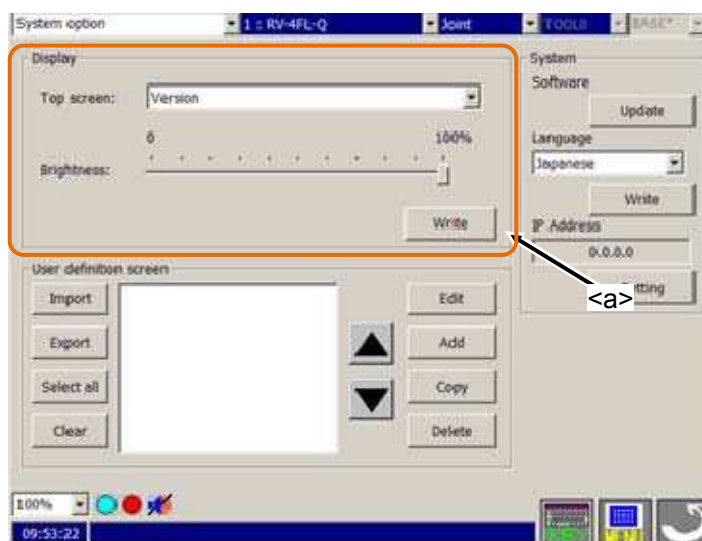 System option 1 : RV-4FL-Q Joint TOOL0 BASE*
Display
Top screen: Version
0 100%
Brightness:
Write
System
Software
Update
Language
Japanese
Write
IP Address
0.0.0.0
<a>
User definition screen
Import Edit
Export Add
Select all Copy
Clear Delete
100%
09:53:22